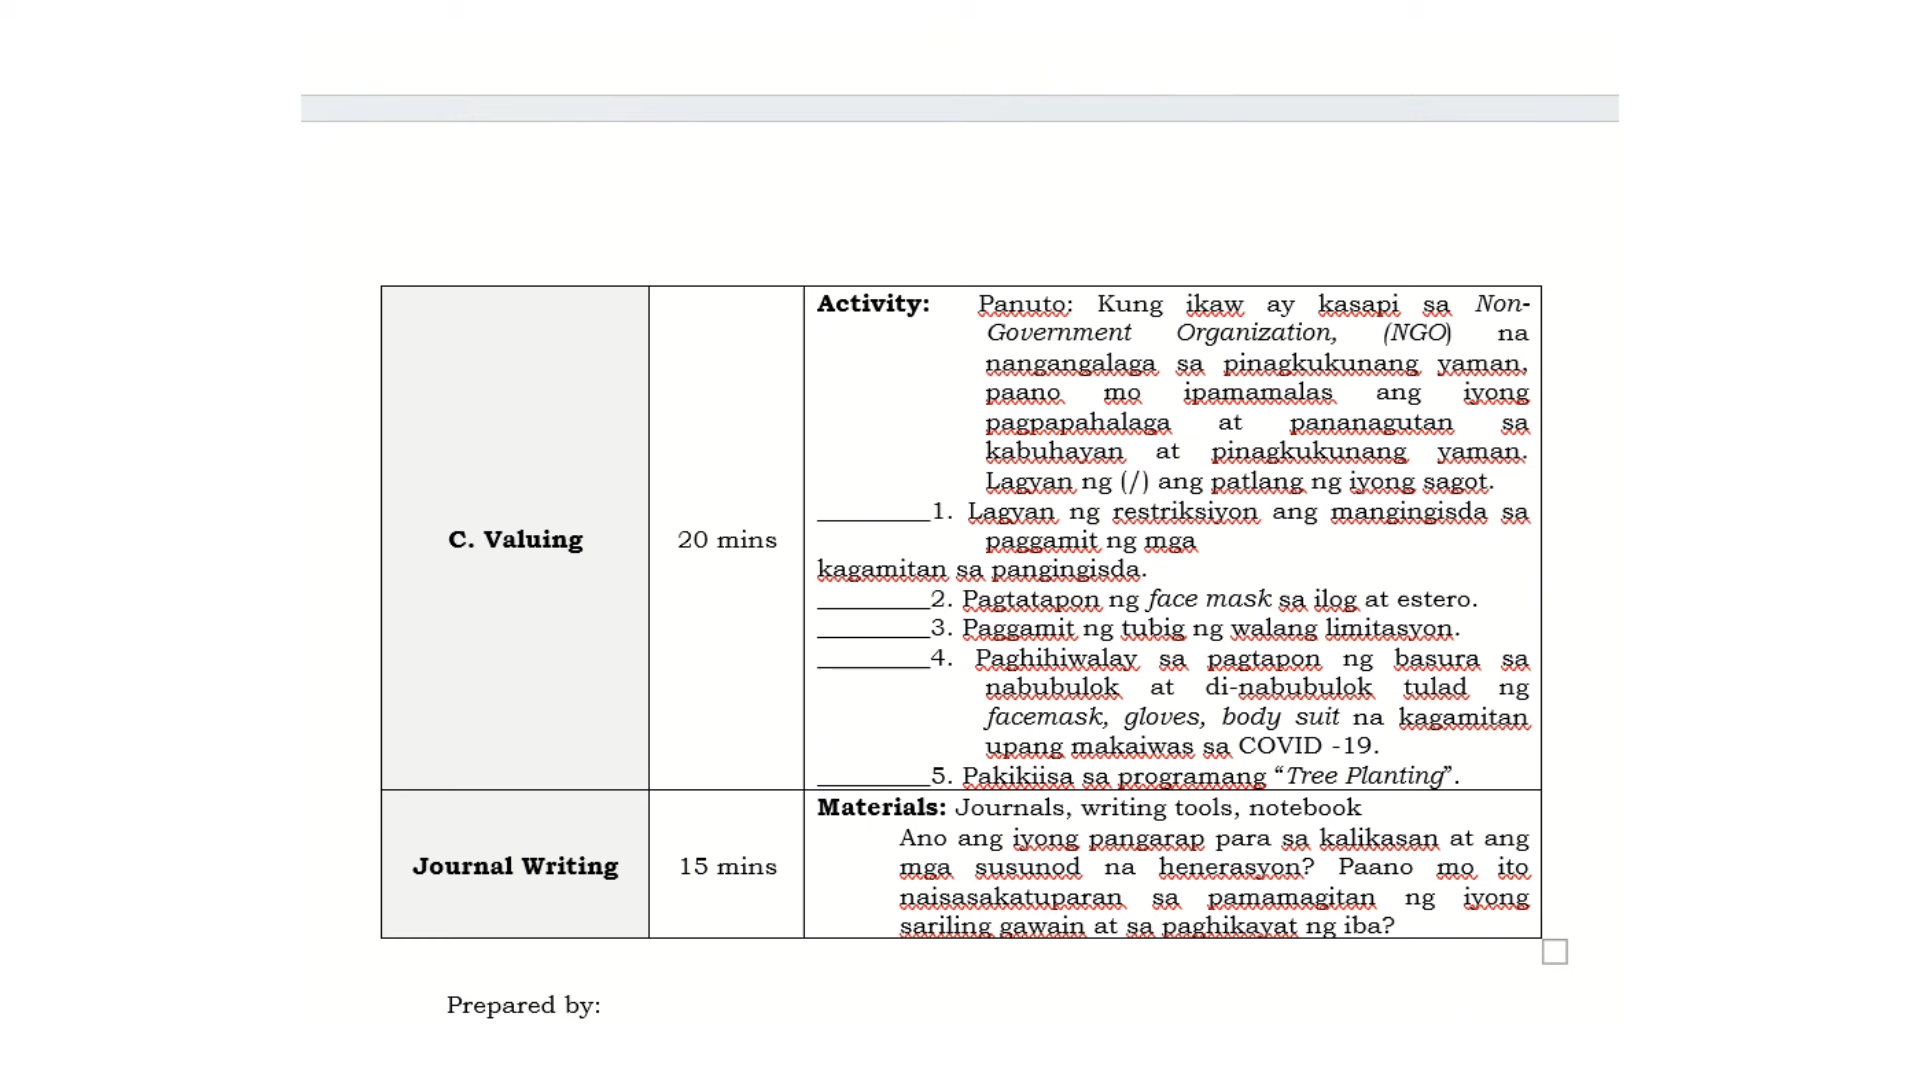 Activity: Panuto: Kung ikaw ay kasapi sa Non-
Government Organization, (NGO) na
nangangalaga sa pinagkukunang yaman,
paano mo ipamamalas ang iyong
pagpapahalaga at pananagutan sa
kabuhayan at pinagkukunang yaman.
Lagyan ng (/) ang patlang ng iyong sagot.
_________1. Lagyan ng restriksiyon ang mangingisda sa
paggamit ng mga
kagamitan sa pangingisda.
C. Valuing
20 mins
_________2. Pagtatapon ng face mask sa ilog at estero.
_________3. Paggamit ng tubig ng walang limitasyon.
_________4. Paghihiwalay sa pagtapon ng basura sa
nabubulok at di-nabubulok tulad ng
facemask, gloves, body suit na kagamitan
upang makaiwas sa COVID -19.
_________5. Pakikiisa sa programang “Tree Planting”.
Journal Writing
15 mins
Materials: Journals, writing tools, notebook
Ano ang iyong pangarap para sa kalikasan at ang
mga susunod na henerasyon? Paano mo ito
naisasakatuparan sa pamamagitan ng iyong
sariling gawain at sa paghikayat ng iba?
Prepared by: